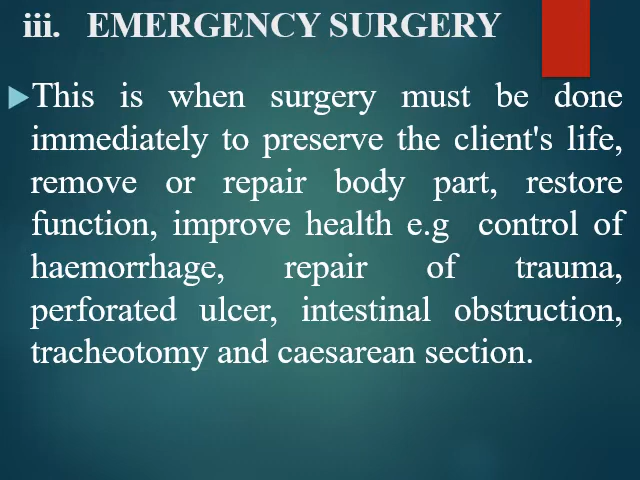 iii. EMERGENCY SURGERY
This is when surgery must be done
immediately to preserve the client's life,
remove or repair body part, restore
function, improve health e.g control of
haemorrhage, repair of trauma,
perforated ulcer, intestinal obstruction,
tracheotomy and caesarean section.